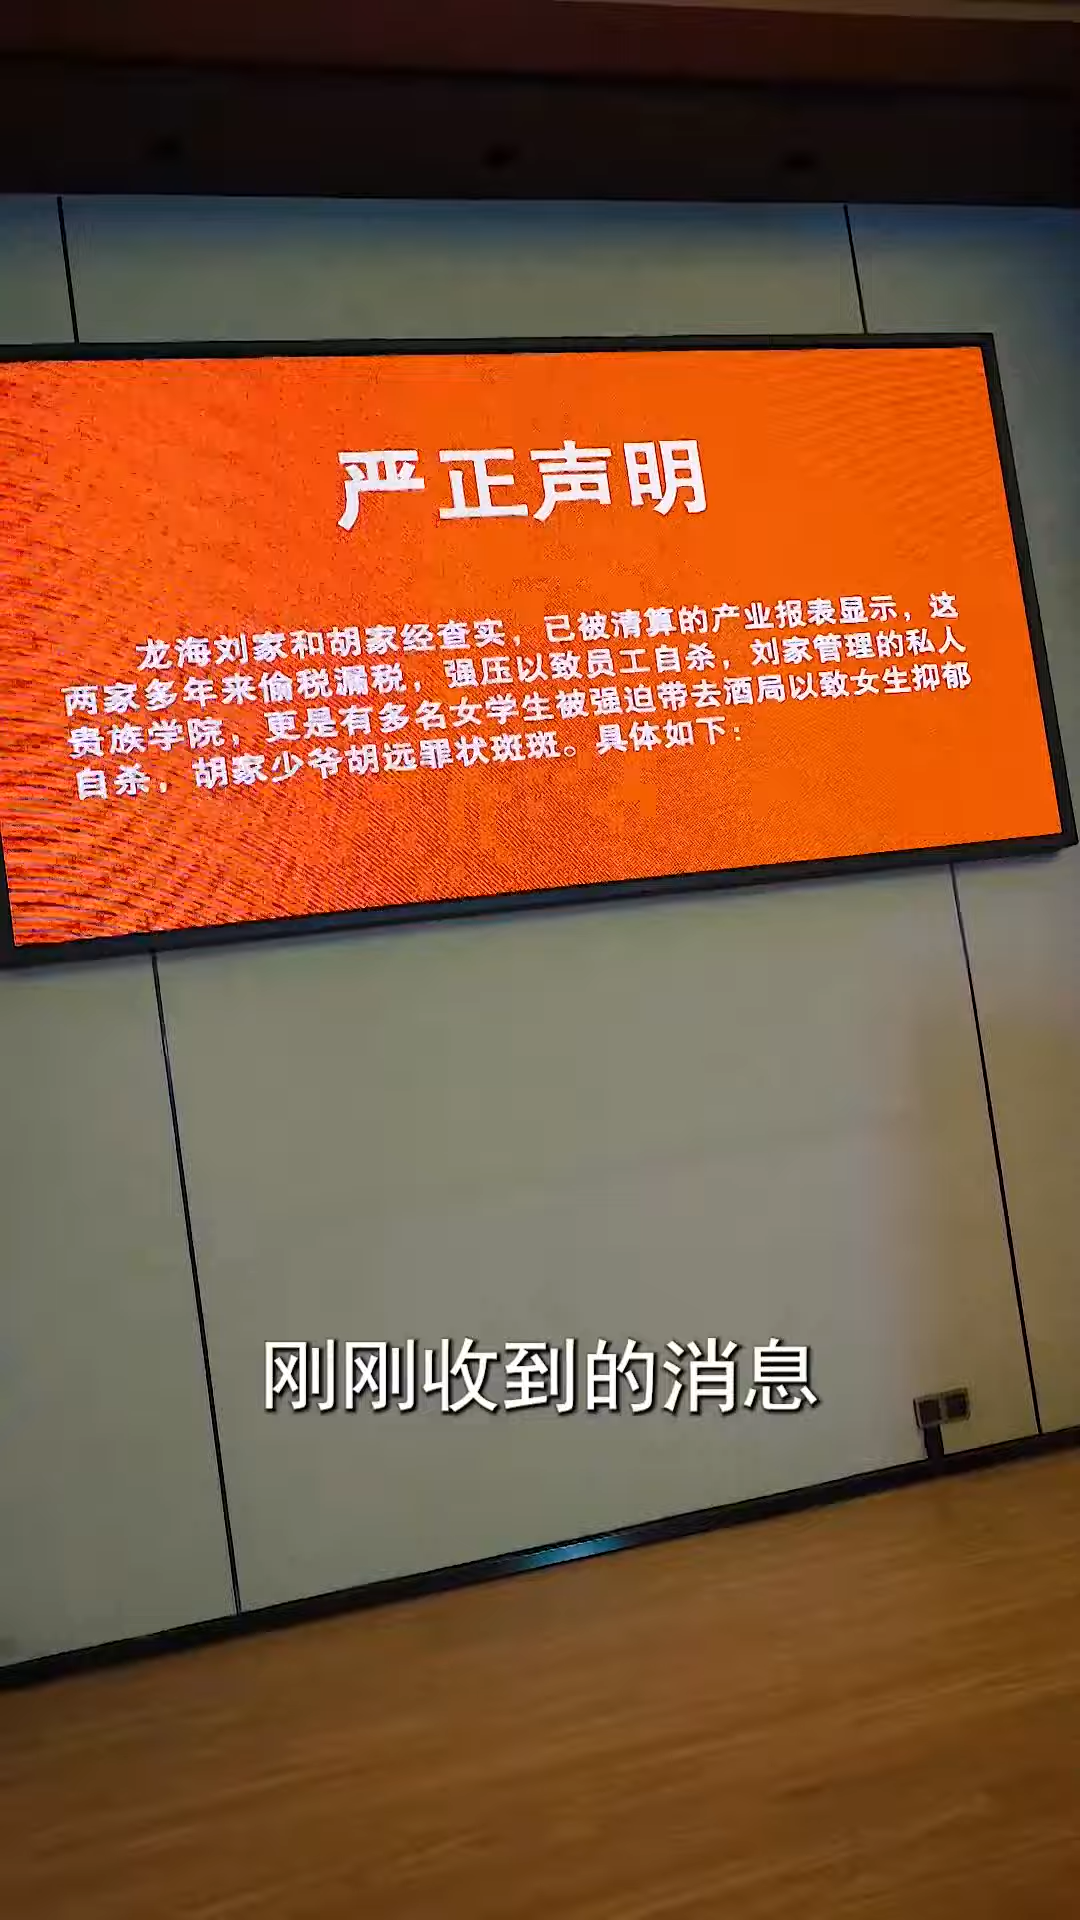 严正声明
龙海刘家和胡家经查实，已被清算的产业报表显示，这
两家多年来偷税漏税，强压以致员工自杀，刘家管理的私人
贵族学院，更是有多名女学生被强迫带去酒局以致女生抑郁
自杀，胡家少爷胡远罪状斑斑。具体如下：
刚刚收到的消息